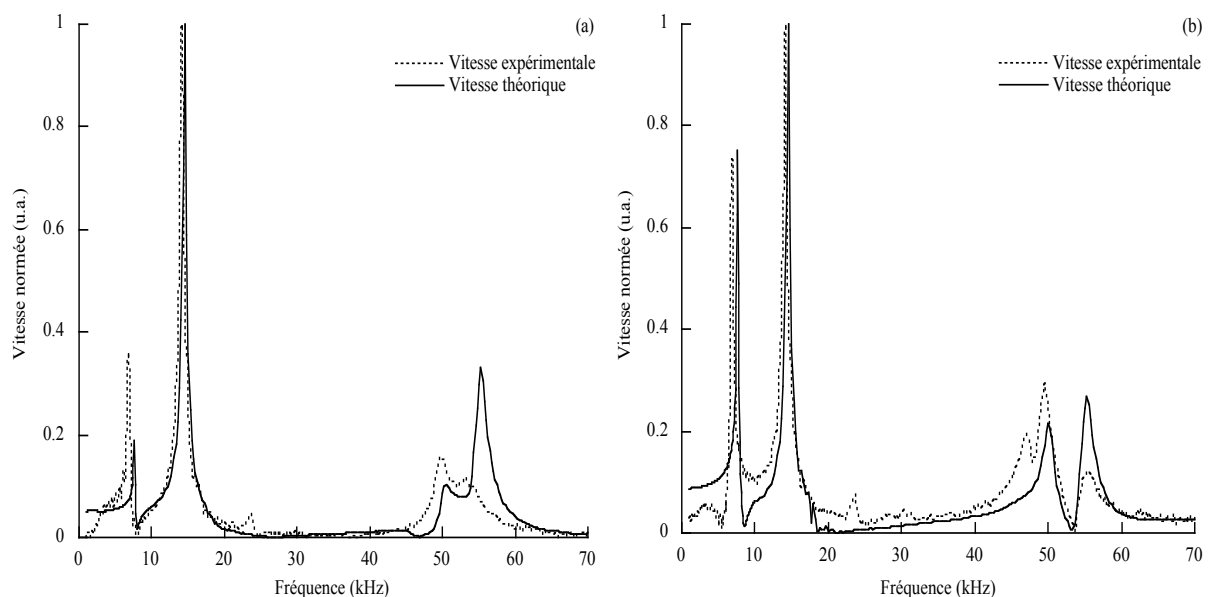 (a)
Vitesse expérimentale
Vitesse théorique
1
0.8
0.6
0.4
0.2
0
Vitesse normée (u.a.)
0 10 20 30 40 50 60 70
Fréquence (kHz)
(b)
Vitesse expérimentale
Vitesse théorique
1
0.8
0.6
0.4
0.2
0
Vitesse normée (u.a.)
0 10 20 30 40 50 60 70
Fréquence (kHz)